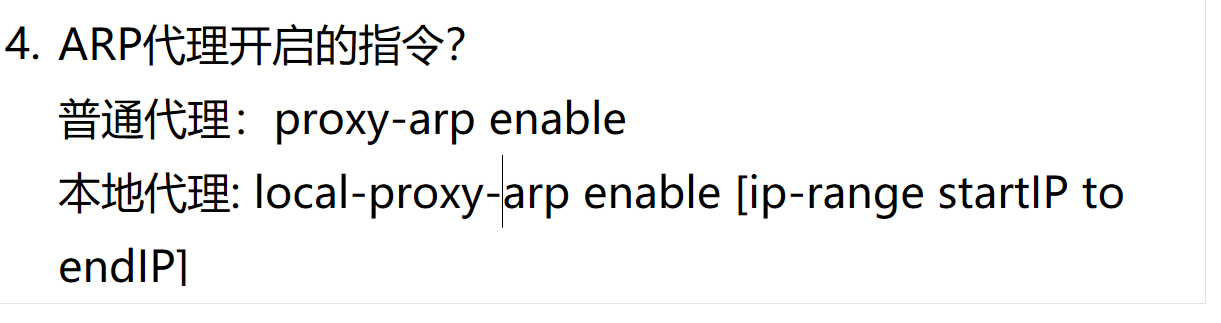 4. ARP代理开启的指令?
普通代理：proxy-arp enable
本地代理: local-proxy-arp enable [ip-range startIP to
endIP]